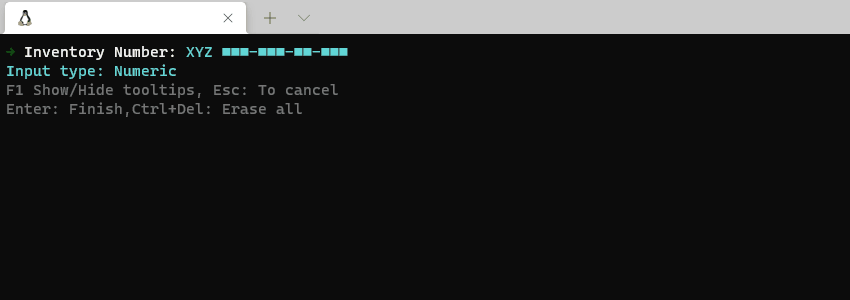 → Inventory Number: XYZ ■■■-■■■-■■-■■■
Input type: Numeric
F1 Show/Hide tooltips, Esc: To cancel
Enter: Finish,Ctrl+Del: Erase all